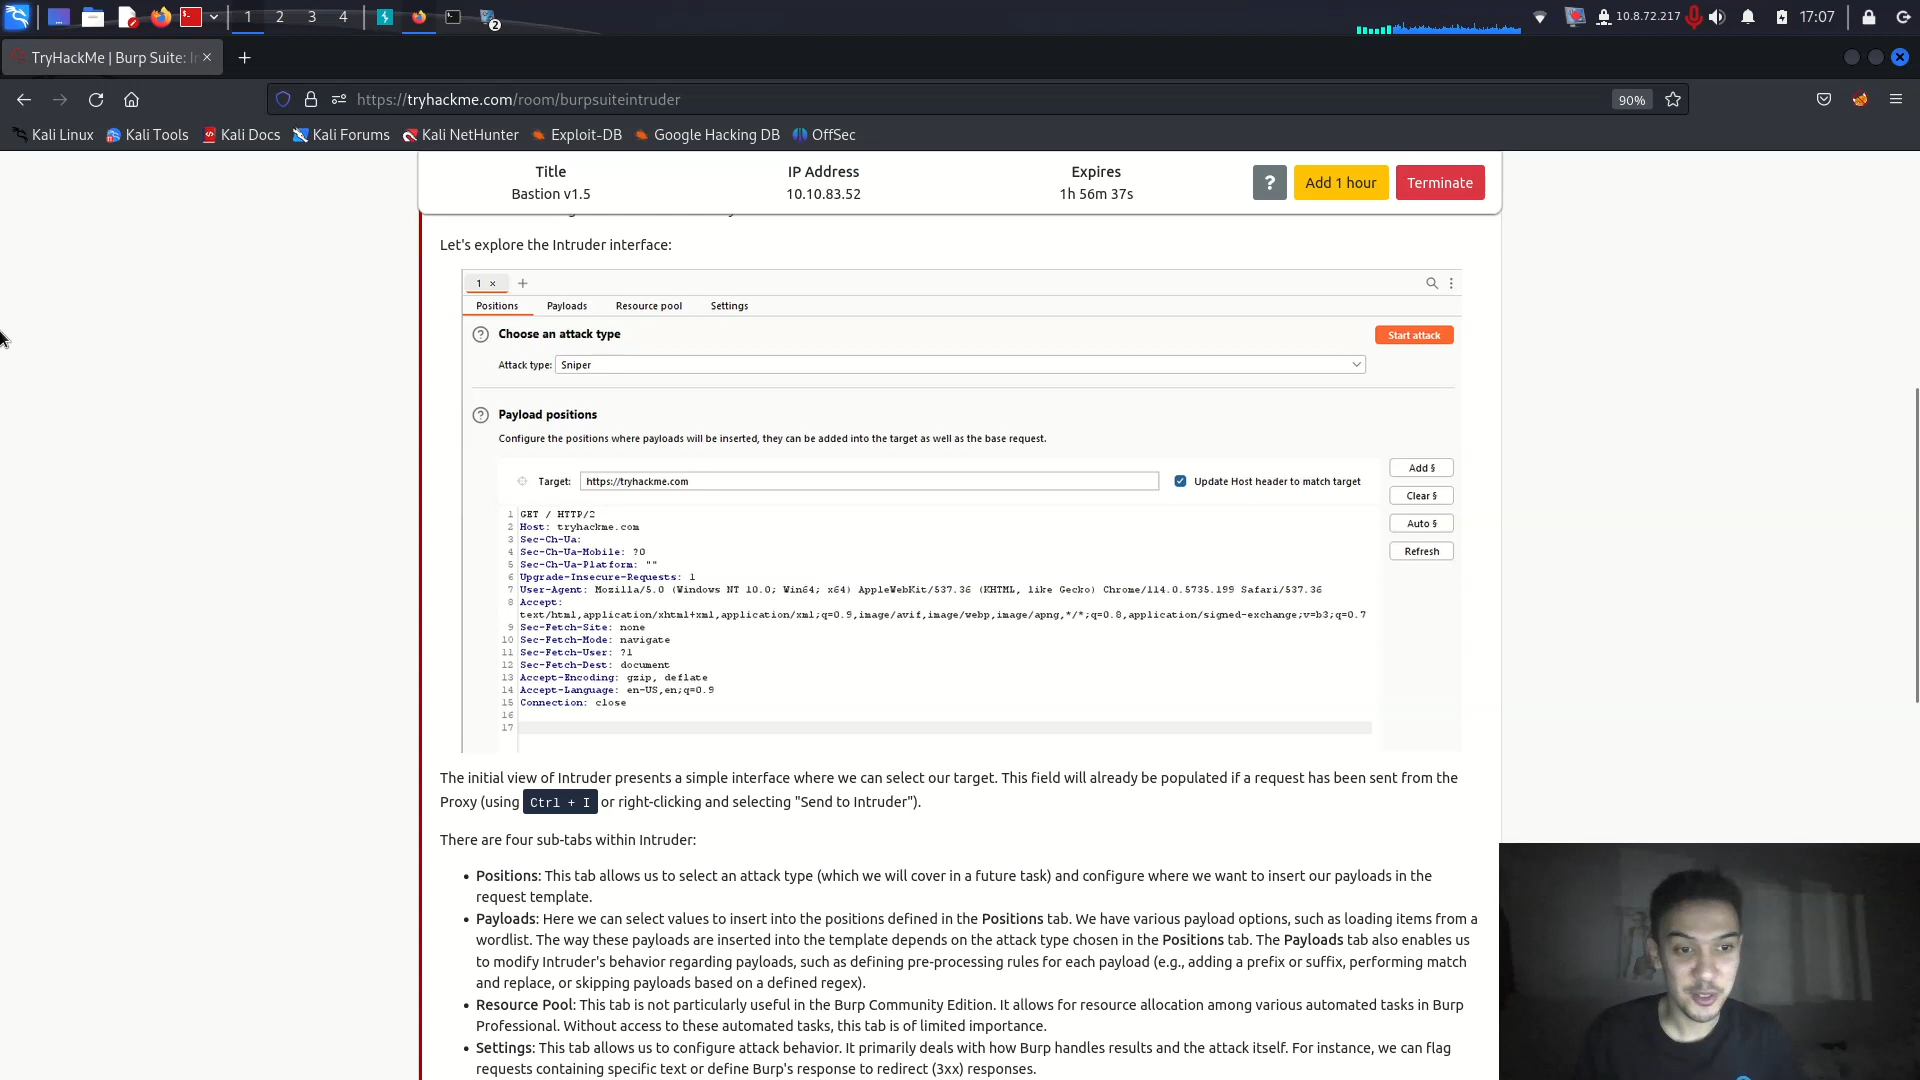 1 2 3 4 2 10.8.72.217 17:07
TryHackMe | Burp Suite: I
https://tryhackme.com/room/burpsuiteintruder 90%
Kali Linux Kali Tools Kali Docs Kali Forums Kali NetHunter Exploit-DB Google Hacking DB OffSec
Title IP Address Expires
Bastion v1.5 10.10.83.52 1h 56m 37s
? Add 1 hour Terminate
Let's explore the Intruder interface:
1 × +
Positions Payloads Resource pool Settings
? Choose an attack type Start attack
Attack type: Sniper
? Payload positions
Configure the positions where payloads will be inserted, they can be added into the target as well as the base request.
Target: https://tryhackme.com Update Host header to match target
Add §
Clear §
Auto §
Refresh
1 GET / HTTP/2
2 Host: tryhackme.com
3 Sec-Ch-Ua:
4 Sec-Ch-Ua-Mobile: ?0
5 Sec-Ch-Ua-Platform: ""
6 Upgrade-Insecure-Requests: 1
7 User-Agent: Mozilla/5.0 (Windows NT 10.0; Win64; x64) AppleWebKit/537.36 (KHTML, like Gecko) Chrome/114.0.5735.199 Safari/537.36
8 Accept:
text/html,application/xhtml+xml,application/xml;q=0.9,image/avif,image/webp,image/apng,*/*;q=0.8,application/signed-exchange;v=b3;q=0.7
9 Sec-Fetch-Site: none
10 Sec-Fetch-Mode: navigate
11 Sec-Fetch-User: ?1
12 Sec-Fetch-Dest: document
13 Accept-Encoding: gzip, deflate
14 Accept-Language: en-US,en;q=0.9
15 Connection: close
16
17
The initial view of Intruder presents a simple interface where we can select our target. This field will already be populated if a request has been sent from the
Proxy (using Ctrl + I or right-clicking and selecting "Send to Intruder").
There are four sub-tabs within Intruder:
• Positions: This tab allows us to select an attack type (which we will cover in a future task) and configure where we want to insert our payloads in the
request template.
• Payloads: Here we can select values to insert into the positions defined in the Positions tab. We have various payload options, such as loading items from a
wordlist. The way these payloads are inserted into the template depends on the attack type chosen in the Positions tab. The Payloads tab also enables us
to modify Intruder's behavior regarding payloads, such as defining pre-processing rules for each payload (e.g., adding a prefix or suffix, performing match
and replace, or skipping payloads based on a defined regex).
• Resource Pool: This tab is not particularly useful in the Burp Community Edition. It allows for resource allocation among various automated tasks in Burp
Professional. Without access to these automated tasks, this tab is of limited importance.
• Settings: This tab allows us to configure attack behavior. It primarily deals with how Burp handles results and the attack itself. For instance, we can flag
requests containing specific text or define Burp's response to redirect (3xx) responses.